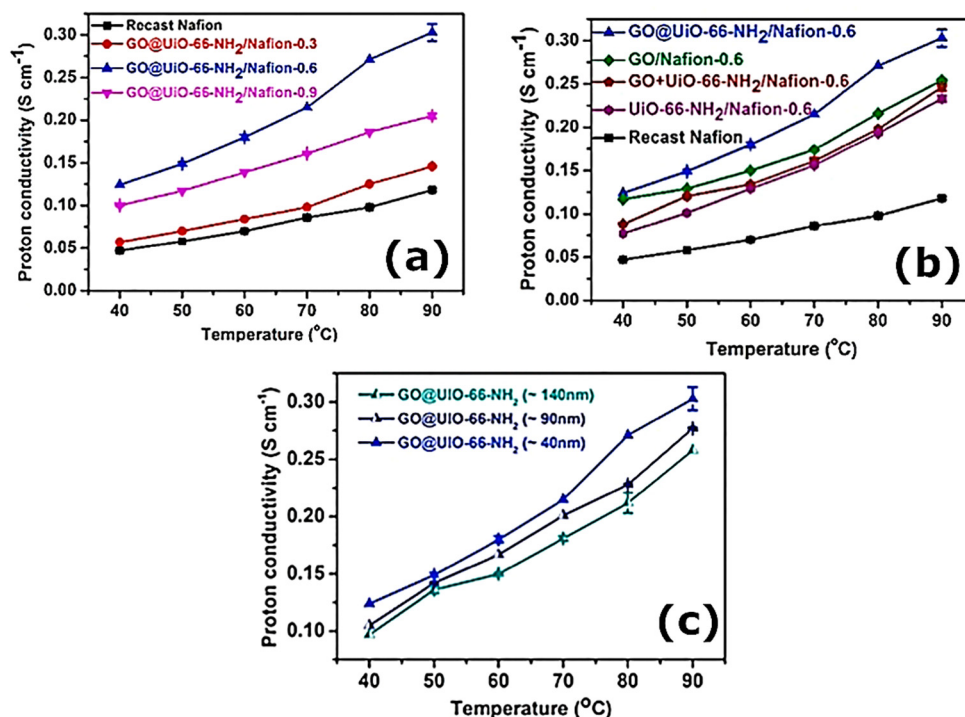 Recast Nafion
GO@UiO-66-NH2/Nafion-0.3
GO@UiO-66-NH2/Nafion-0.6
GO@UiO-66-NH2/Nafion-0.9
Proton conductivity (S cm-1)
0.30
0.25
0.20
0.15
0.10
0.05
0.00
40 50 60 70 80 90
Temperature (oC)
(a)
GO@UiO-66-NH2/Nafion-0.6
GO/Nafion-0.6
GO+UiO-66-NH2/Nafion-0.6
UiO-66-NH2/Nafion-0.6
Recast Nafion
Proton conductivity (S cm-1)
0.30
0.25
0.20
0.15
0.10
0.05
0.00
40 50 60 70 80 90
Temperature (oC)
(b)
GO@UIO-66-NH2 (~ 140nm)
GO@UIO-66-NH2 (~ 90nm)
GO@UIO-66-NH2 (~ 40nm)
Proton conductivity (S cm-1)
0.30
0.25
0.20
0.15
0.10
40 50 60 70 80 90
Temperature (OC)
(c)